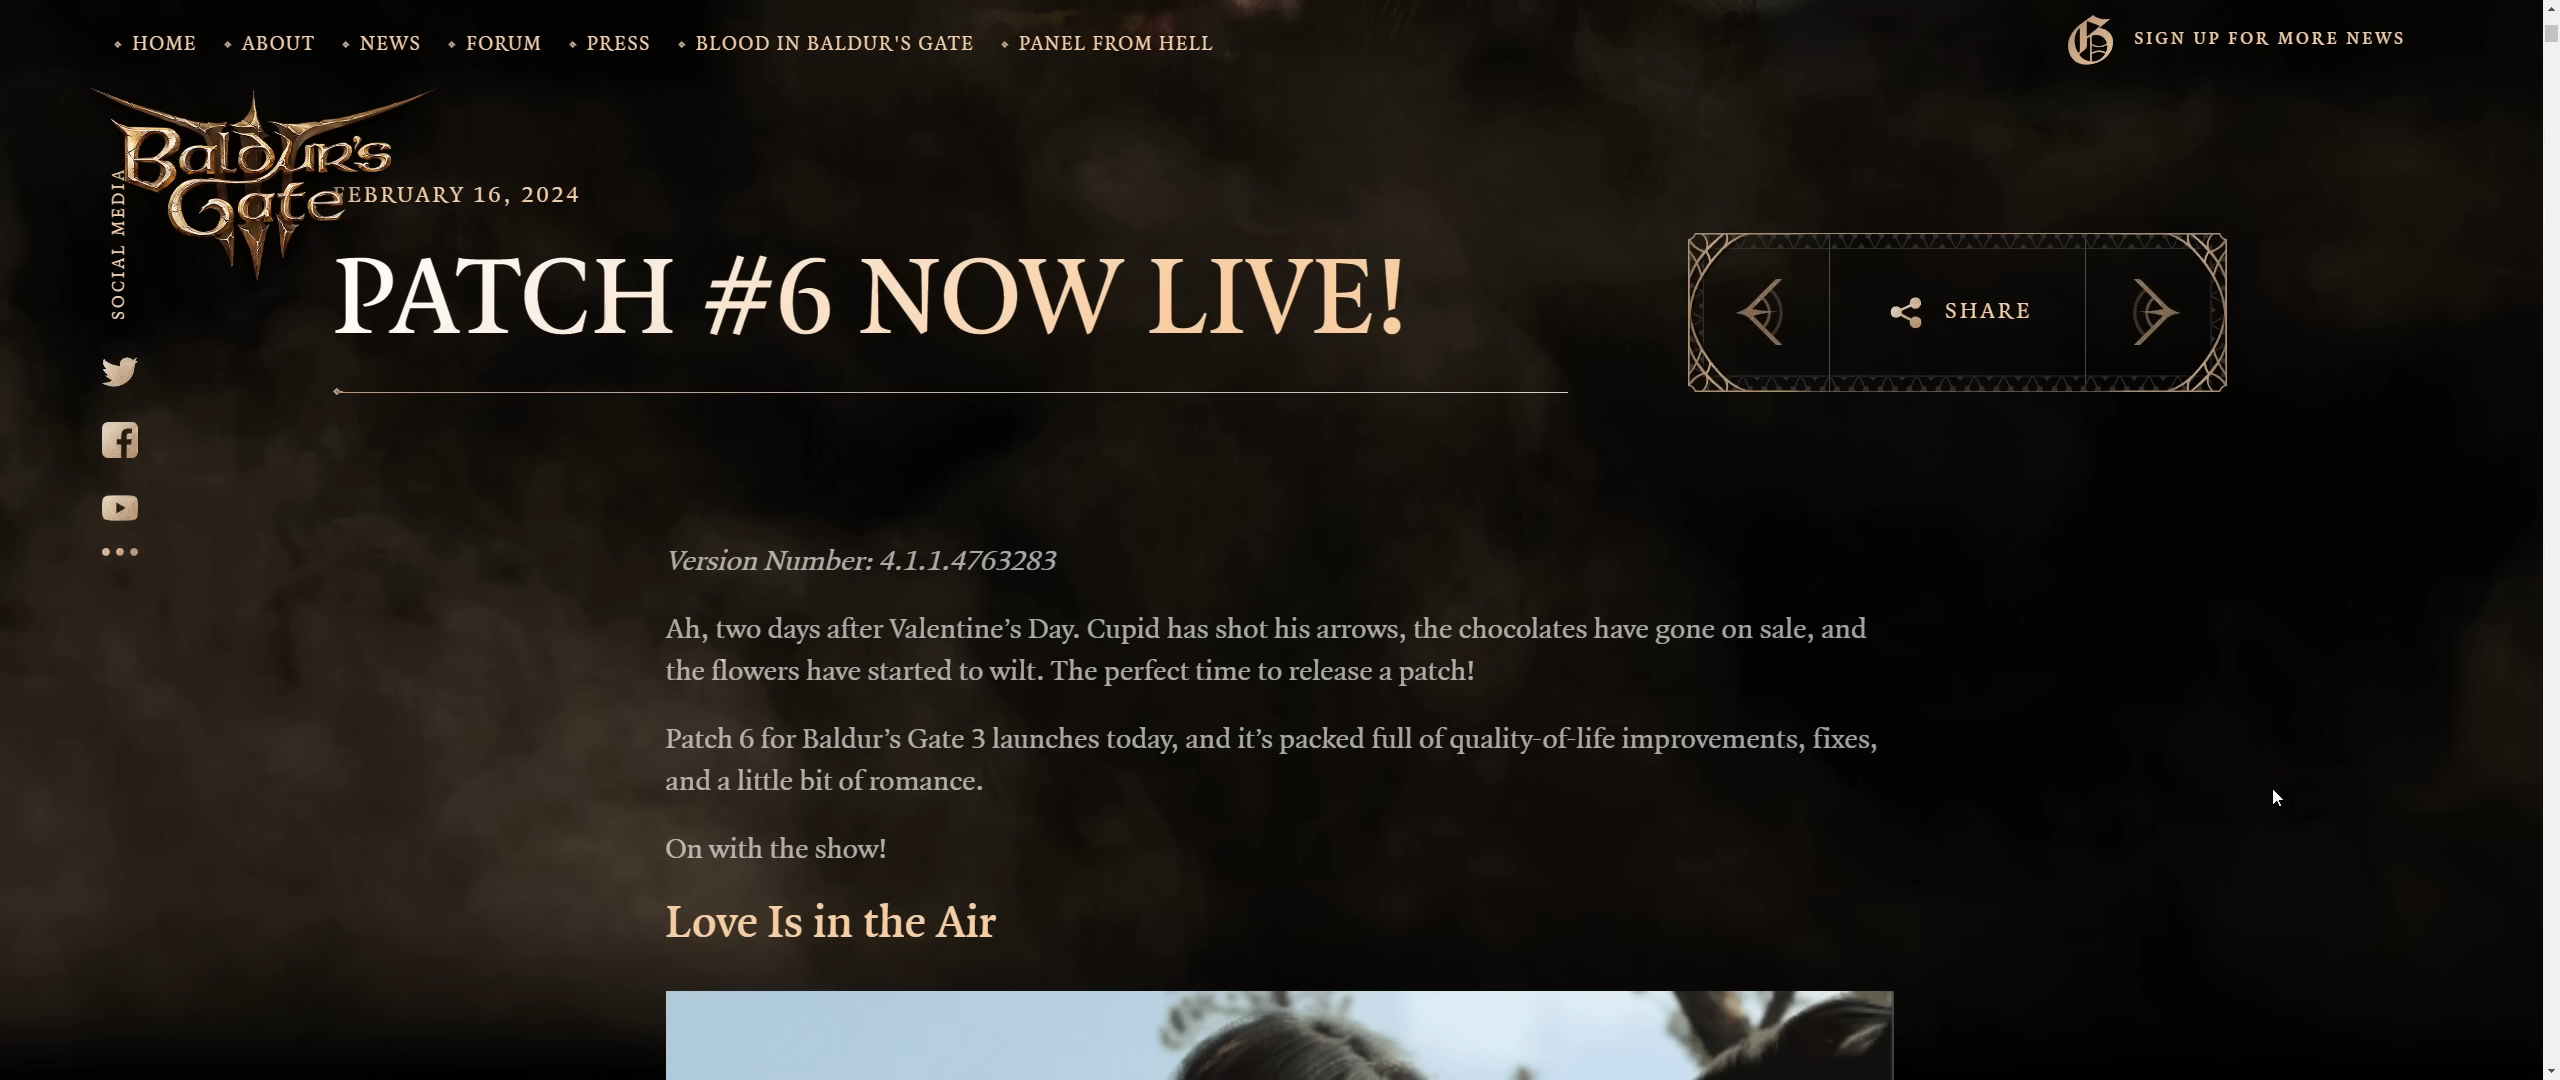 HOME
ABOUT
NEWS
FORUM
PRESS
BLOOD IN BALDUR'S GATE
PANEL FROM HELL
SIGN UP FOR MORE NEWS
Baldur's
Gate
SOCIAL MEDIA
FEBRUARY 16, 2024
PATCH #6 NOW LIVE!
SHARE
Version Number: 4.1.1.4763283
Ah, two days after Valentine’s Day. Cupid has shot his arrows, the chocolates have gone on sale, and
the flowers have started to wilt. The perfect time to release a patch!
Patch 6 for Baldur’s Gate 3 launches today, and it’s packed full of quality-of-life improvements, fixes,
and a little bit of romance.
On with the show!
Love Is in the Air